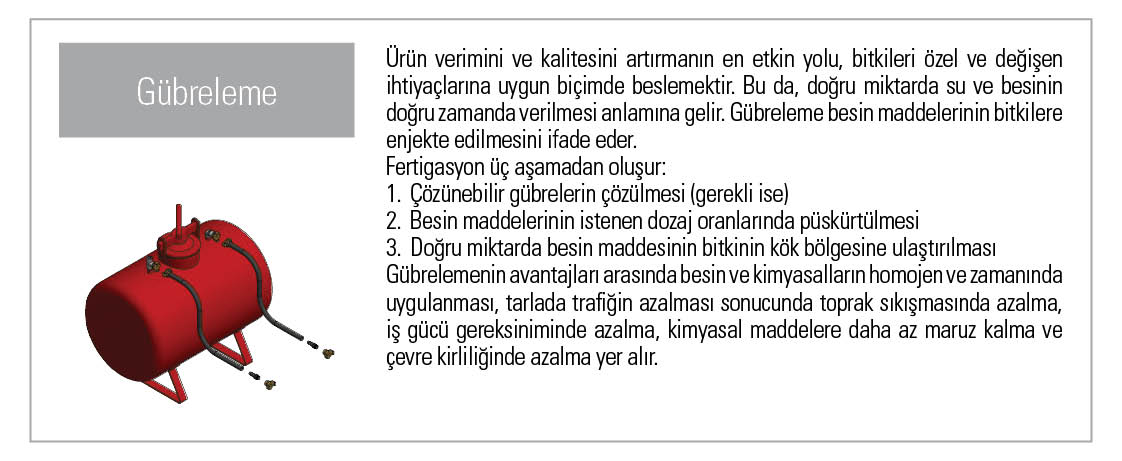 Gübreleme
Ürün verimini ve kalitesini artırmanın en etkin yolu, bitkileri özel ve değişen
ihtiyaçlarına uygun biçimde beslemektir. Bu da, doğru miktarda su ve besinin
doğru zamanda verilmesi anlamına gelir. Gübreleme besin maddelerinin bitkilere
enjekte edilmesini ifade eder.
Fertigasyon üç aşamadan oluşur:
1. Çözünebilir gübrelerin çözülmesi (gerekli ise)
2. Besin maddelerinin istenen dozaj oranlarında püskürtülmesi
3. Doğru miktarda besin maddesinin bitkinin kök bölgesine ulaştırılması
Gübrelemenin avantajları arasında besin ve kimyasalların homojen ve zamanında
uygulanması, tarlada trafiğin azalması sonucunda toprak sıkışmasında azalma,
iş gücü gereksiniminde azalma, kimyasal maddelere daha az maruz kalma ve
çevre kirliliğinde azalma yer alır.